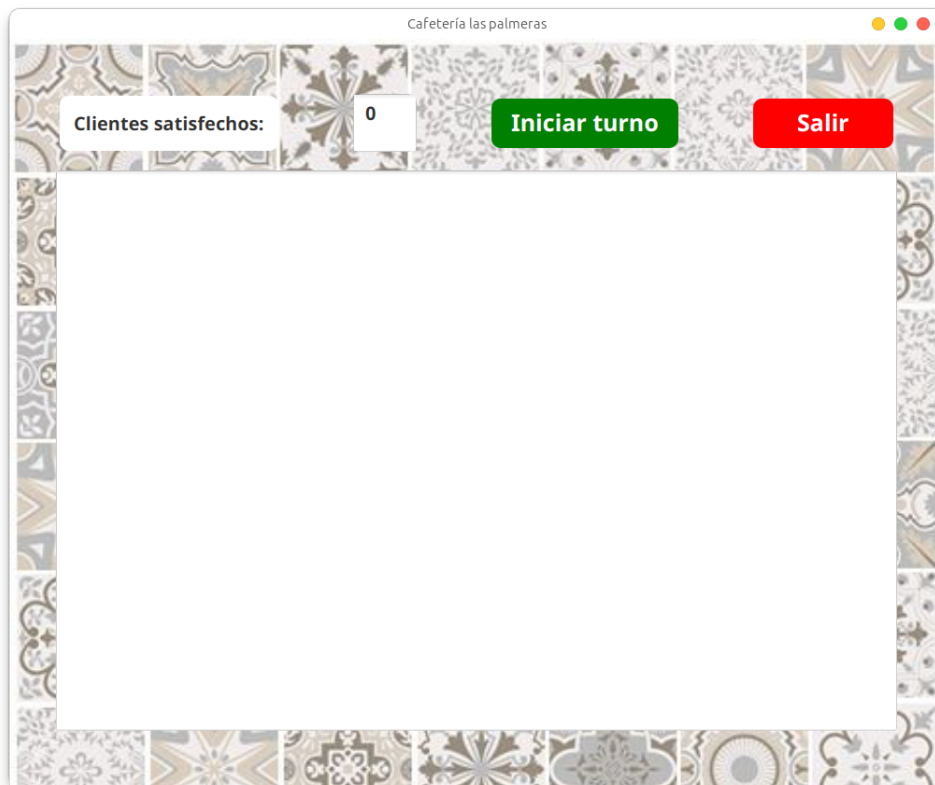 Cafetería las palmeras
Clientes satisfechos:
0
Iniciar turno
Salir